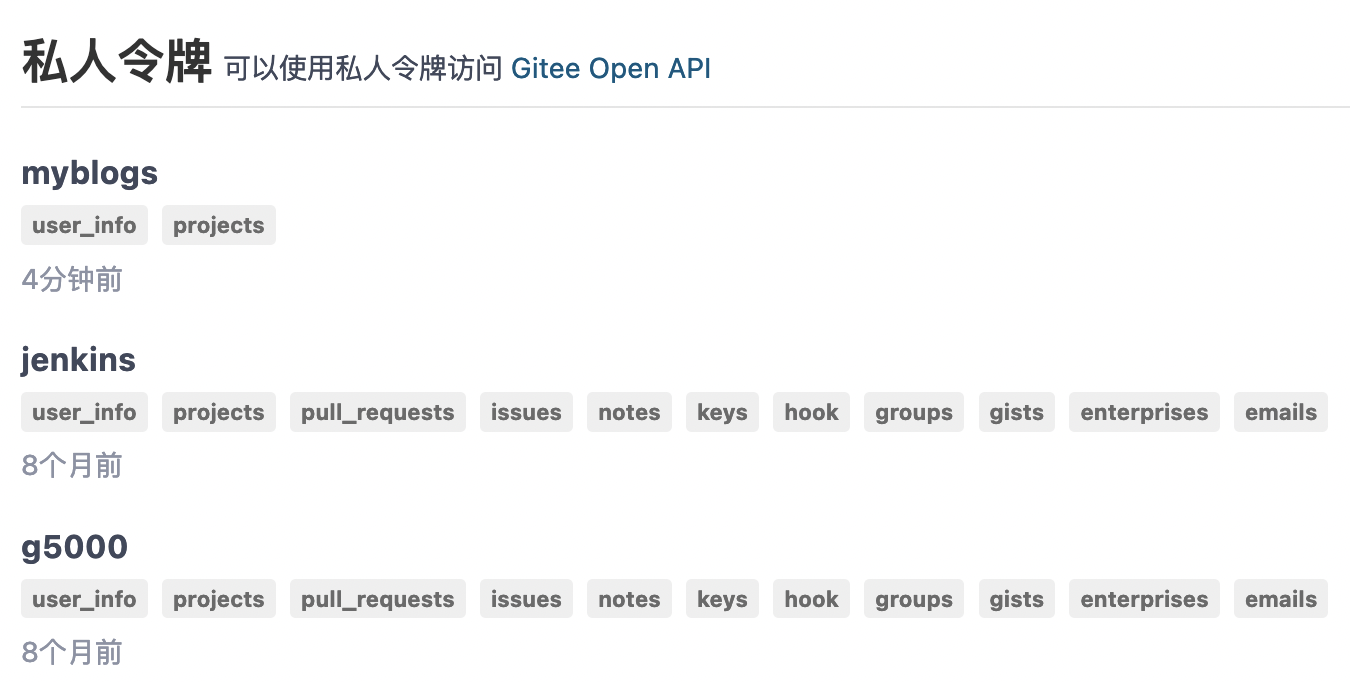 私人令牌 可以使用私人令牌访问 Gitee Open API
myblogs
user_info projects
4分钟前
jenkins
user_info projects pull_requests issues notes keys hook groups gists enterprises emails
8个月前
g5000
user_info projects pull_requests issues notes keys hook groups gists enterprises emails
8个月前